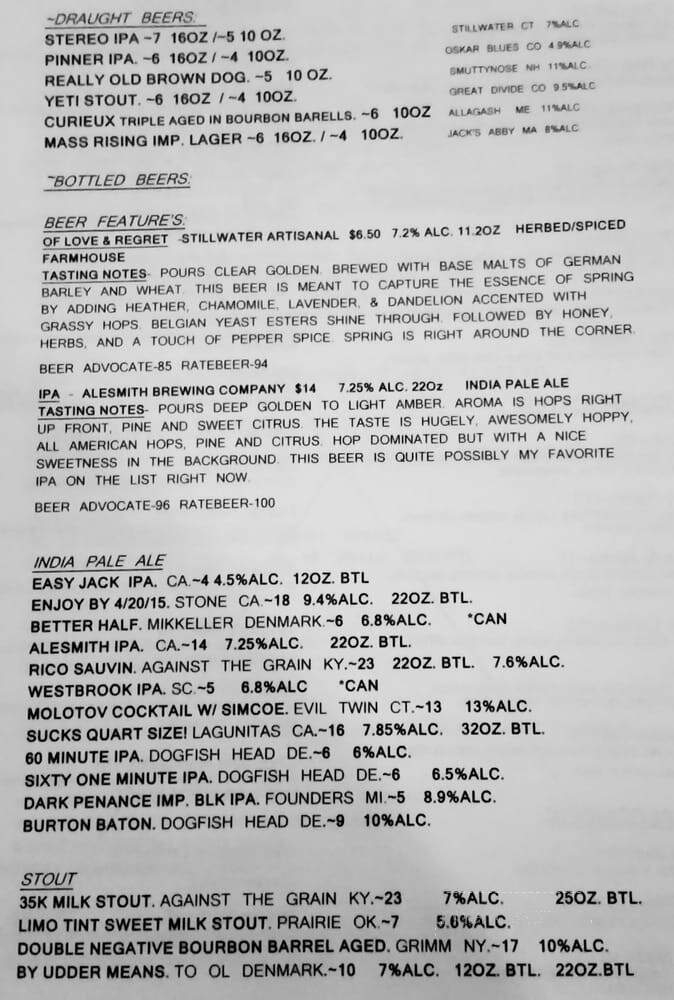 ~DRAUGHT BEERS:
STEREO IPA ~7 16OZ /~5 10 OZ. STILLWATER CT 7%ALC
PINNER IPA. ~6 16OZ / ~4 10OZ. OSKAR BLUES CO 4.9%ALC
REALLY OLD BROWN DOG. ~5 10 OZ. SMUTTYNOSE NH 11%ALC.
YETI STOUT. ~6 16OZ / ~4 10OZ. GREAT DIVIDE CO 9.5%ALC
CURIEUX TRIPLE AGED IN BOURBON BARELLS. ~6 10OZ ALLAGASH ME 11%ALC
MASS RISING IMP. LAGER ~6 16OZ. / ~4 10OZ. JACK'S ABBY MA 8%ALC
~BOTTLED BEERS:
BEER FEATURE'S:
OF LOVE & REGRET -STILLWATER ARTISANAL $6.50 7.2% ALC. 11.2OZ HERBED/SPICED
FARMHOUSE
TASTING NOTES- POURS CLEAR GOLDEN. BREWED WITH BASE MALTS OF GERMAN
BARLEY AND WHEAT. THIS BEER IS MEANT TO CAPTURE THE ESSENCE OF SPRING
BY ADDING HEATHER, CHAMOMILE, LAVENDER, & DANDELION ACCENTED WITH
GRASSY HOPS. BELGIAN YEAST ESTERS SHINE THROUGH. FOLLOWED BY HONEY,
HERBS, AND A TOUCH OF PEPPER SPICE. SPRING IS RIGHT AROUND THE CORNER.
BEER ADVOCATE-85 RATEBEER-94
IPA - ALESMITH BREWING COMPANY $14 7.25% ALC. 22Oz INDIA PALE ALE
TASTING NOTES- POURS DEEP GOLDEN TO LIGHT AMBER. AROMA IS HOPS RIGHT
UP FRONT, PINE AND SWEET CITRUS. THE TASTE IS HUGELY, AWESOMELY HOPPY,
ALL AMERICAN HOPS, PINE AND CITRUS. HOP DOMINATED BUT WITH A NICE
SWEETNESS IN THE BACKGROUND. THIS BEER IS QUITE POSSIBLY MY FAVORITE
IPA ON THE LIST RIGHT NOW.
BEER ADVOCATE-96 RATEBEER-100
INDIA PALE ALE
EASY JACK IPA. CA.~4 4.5%ALC. 12OZ. BTL
ENJOY BY 4/20/15. STONE CA.~18 9.4%ALC. 22OZ. BTL.
BETTER HALF. MIKKELLER DENMARK.~6 6.8%ALC. *CAN
ALESMITH IPA. CA.~14 7.25%ALC. 22OZ. BTL.
RICO SAUVIN. AGAINST THE GRAIN KY.~23 22OZ. BTL. 7.6%ALC.
WESTBROOK IPA. SC.~5 6.8%ALC *CAN
MOLOTOV COCKTAIL W/ SIMCOE. EVIL TWIN CT.~13 13%ALC.
SUCKS QUART SIZE! LAGUNITAS CA.~16 7.85%ALC. 32OZ. BTL.
60 MINUTE IPA. DOGFISH HEAD DE.~6 6%ALC.
SIXTY ONE MINUTE IPA. DOGFISH HEAD DE.~6 6.5%ALC.
DARK PENANCE IMP. BLK IPA. FOUNDERS MI.~5 8.9%ALC.
BURTON BATON. DOGFISH HEAD DE.~9 10%ALC.
STOUT
35K MILK STOUT. AGAINST THE GRAIN KY.~23 7%ALC. 25OZ. BTL.
LIMO TINT SWEET MILK STOUT. PRAIRIE OK.~7 5.6%ALC.
DOUBLE NEGATIVE BOURBON BARREL AGED. GRIMM NY.~17 10%ALC.
BY UDDER MEANS. TO OL DENMARK.~10 7%ALC. 12OZ. BTL. 22OZ.BTL